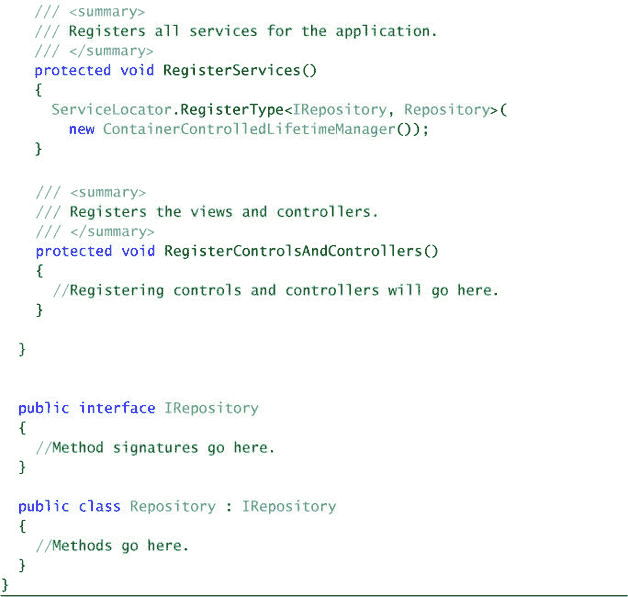 /// <summary>
/// Registers all services for the application.
/// </summary>
protected void RegisterServices()
{
ServiceLocator.RegisterType<IRepository, Repository>(
new ContainerControlledLifetimeManager());
}
/// <summary>
/// Registers the views and controllers.
/// </summary>
protected void RegisterControlsAndControllers()
{
//Registering controls and controllers will go here.
}
}
public interface IRepository
{
//Method signatures go here.
}
public class Repository : IRepository
{
//Methods go here.
}
}